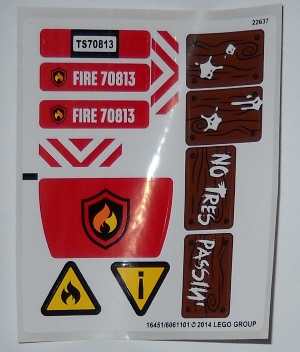 22637
TS70813
FIRE 70813
FIRE 70813
NO TRES
PASSIN'
i
16451/6061101 © 2014 LEGO GROUP